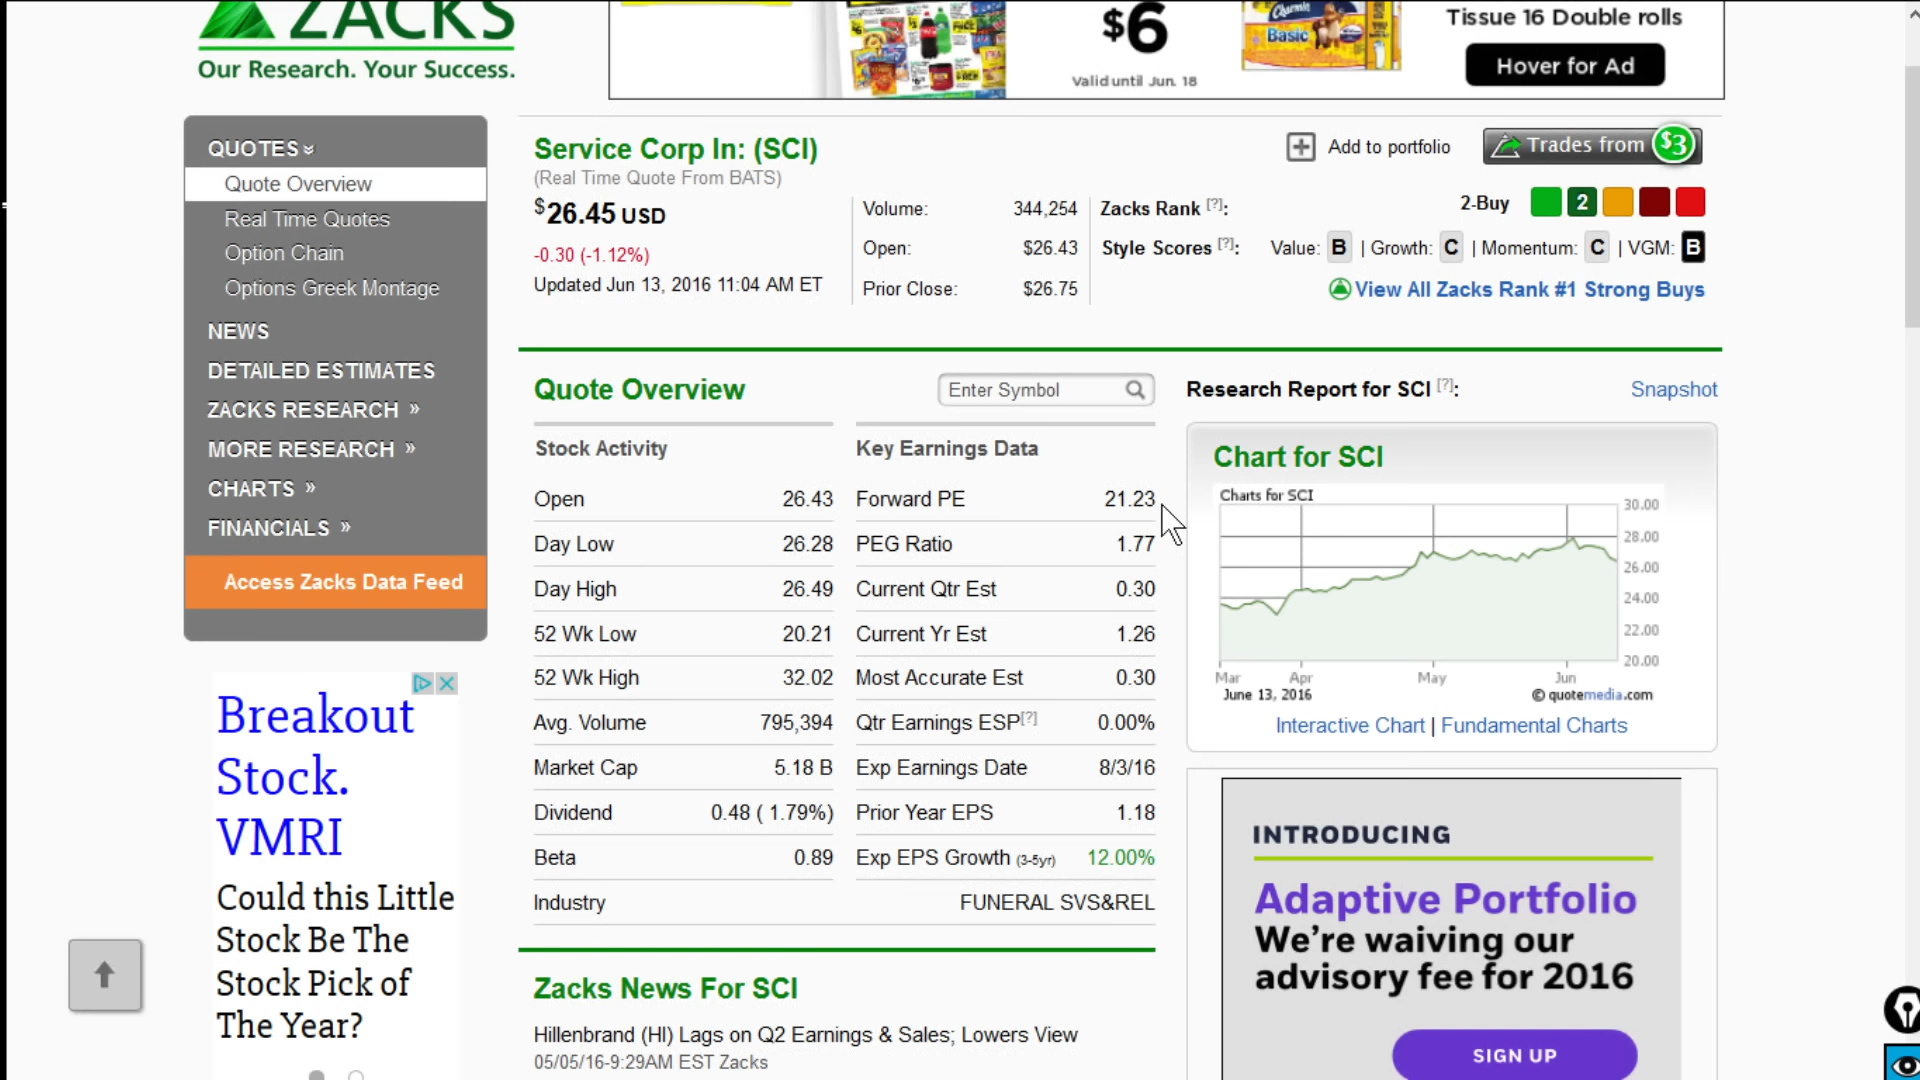 ZACKS
Our Research. Your Success.
$6
Valid until Jun. 18
Charmin
Basic
Tissue 16 Double rolls
Hover for Ad
QUOTES
Quote Overview
Real Time Quotes
Option Chain
Options Greek Montage
NEWS
DETAILED ESTIMATES
ZACKS RESEARCH »
MORE RESEARCH »
CHARTS »
FINANCIALS »
Access Zacks Data Feed
Breakout
Stock.
VMRI
Could this Little
Stock Be The
Stock Pick of
The Year?
Service Corp In: (SCI)
(Real Time Quote From BATS)
$26.45 USD
-0.30 (-1.12%)
Updated Jun 13, 2016 11:04 AM ET
Volume: 344,254
Open: $26.43
Prior Close: $26.75
Add to portfolio
Trades from $3
Zacks Rank [?]: 2-Buy 2
Style Scores [?]: Value: B | Growth: C | Momentum: C | VGM: B
View All Zacks Rank #1 Strong Buys
Quote Overview
Enter Symbol
Stock Activity
Open 26.43
Day Low 26.28
Day High 26.49
52 Wk Low 20.21
52 Wk High 32.02
Avg. Volume 795,394
Market Cap 5.18 B
Dividend 0.48 ( 1.79%)
Beta 0.89
Industry FUNERAL SVS&REL
Key Earnings Data
Forward PE 21.23
PEG Ratio 1.77
Current Qtr Est 0.30
Current Yr Est 1.26
Most Accurate Est 0.30
Qtr Earnings ESP[?] 0.00%
Exp Earnings Date 8/3/16
Prior Year EPS 1.18
Exp EPS Growth (3-5yr) 12.00%
Research Report for SCI [?]: Snapshot
Chart for SCI
Charts for SCI
30.00
28.00
26.00
24.00
22.00
20.00
Mar Apr May Jun
June 13, 2016 © quotemedia.com
Interactive Chart | Fundamental Charts
Zacks News For SCI
Hillenbrand (HI) Lags on Q2 Earnings & Sales; Lowers View
05/05/16-9:29AM EST Zacks
INTRODUCING
Adaptive Portfolio
We're waiving our
advisory fee for 2016
SIGN UP